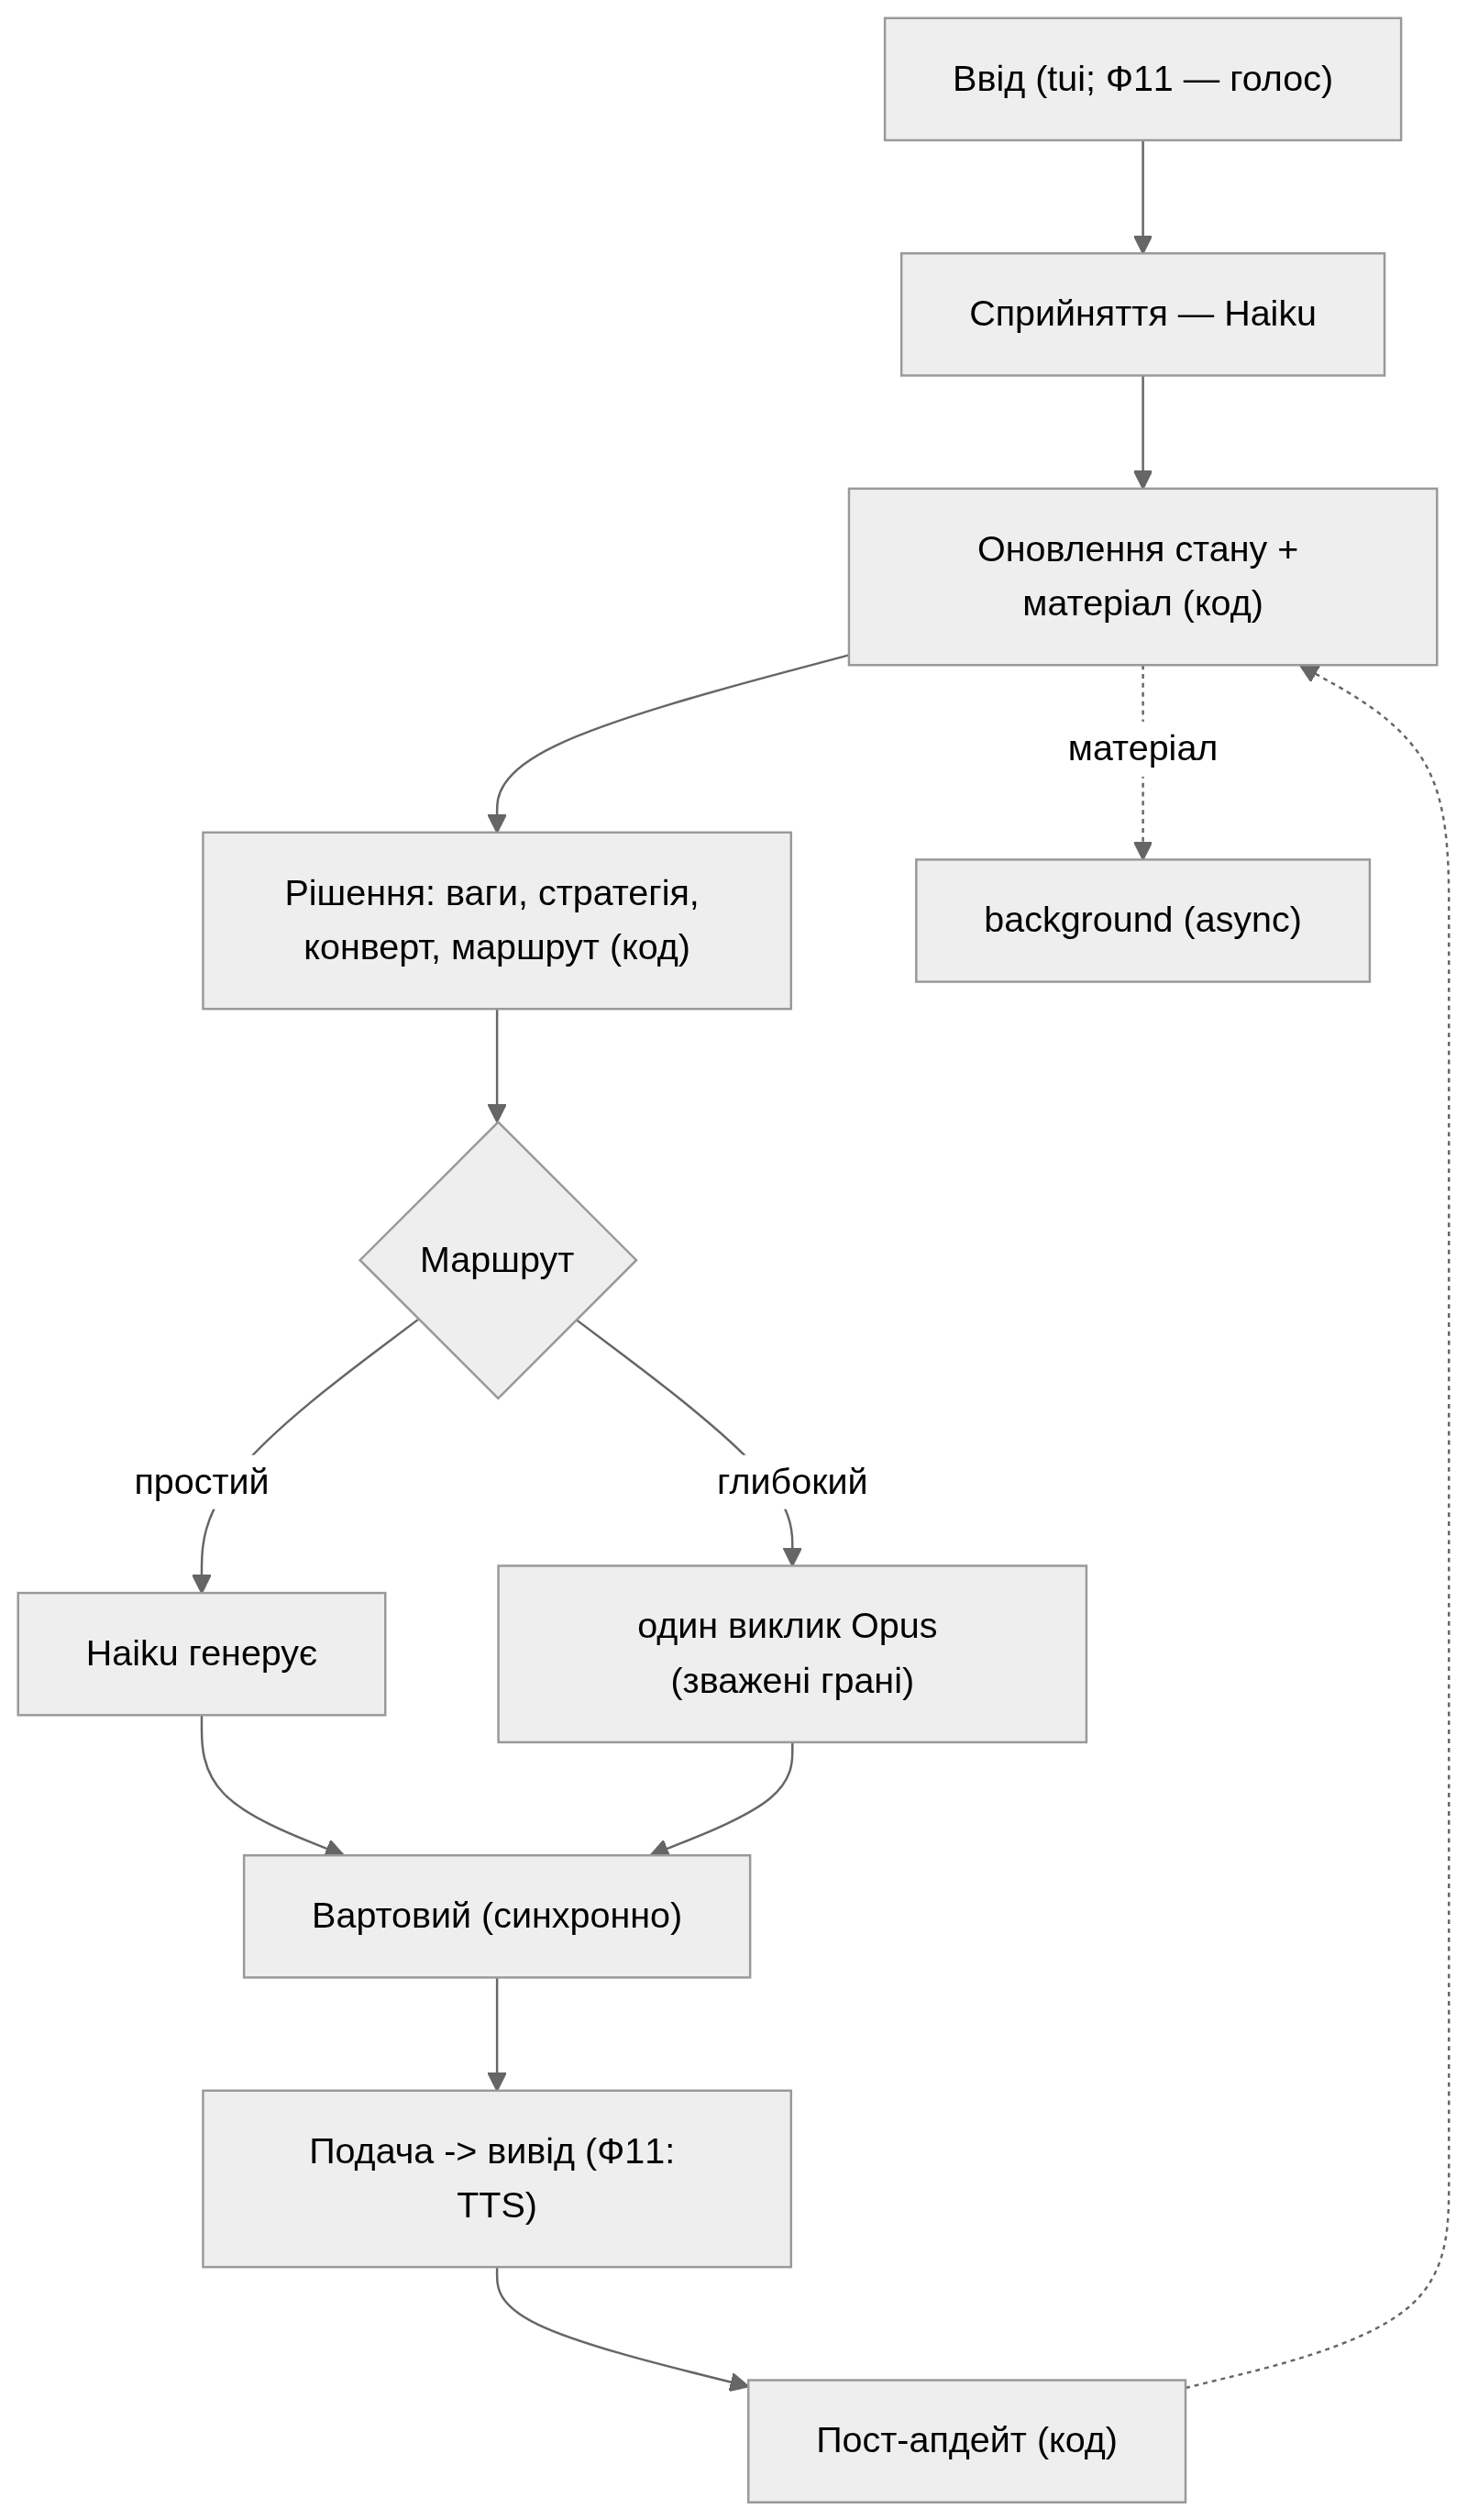 Ввід (tui; Ф11 — голос)
Сприйняття — Haiku
Оновлення стану +
матеріал (код)
матеріал
Рішення: ваги, стратегія,
конверт, маршрут (код)
background (async)
Маршрут
простий
глибокий
Haiku генерує
один виклик Opus
(зважені грані)
Вартовий (синхронно)
Подача -> вивід (Ф11:
TTS)
Пост-апдейт (код)